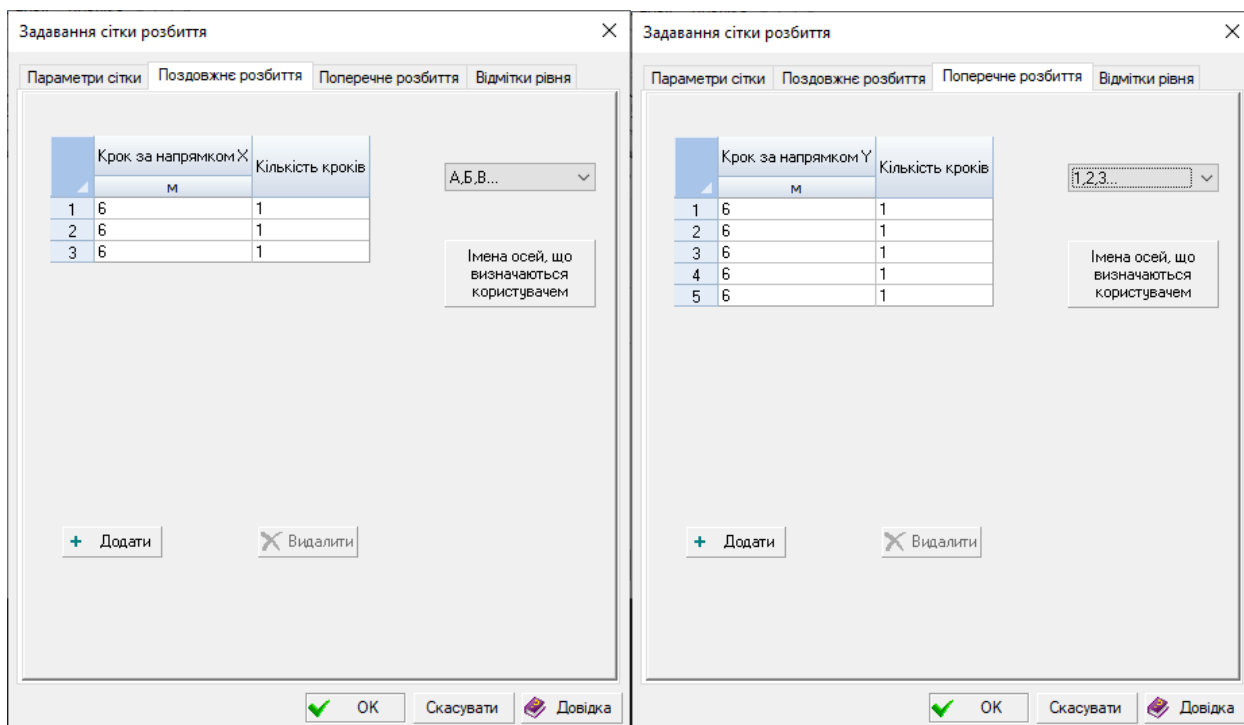 Задавання сітки розбиття
Параметри сітки Поздовжнє розбиття Поперечне розбиття Відмітки рівня
Крок за напрямком X Кількість кроків
м
1 6 1
2 6 1
3 6 1
А,Б,В...
Імена осей, що
визначаються
користувачем
+ Додати Видалити
OK Скасувати Довідка
Задавання сітки розбиття
Параметри сітки Поздовжнє розбиття Поперечне розбиття Відмітки рівня
Крок за напрямком Y Кількість кроків
м
1 6 1
2 6 1
3 6 1
4 6 1
5 6 1
1,2,3...
Імена осей, що
визначаються
користувачем
+ Додати Видалити
OK Скасувати Довідка